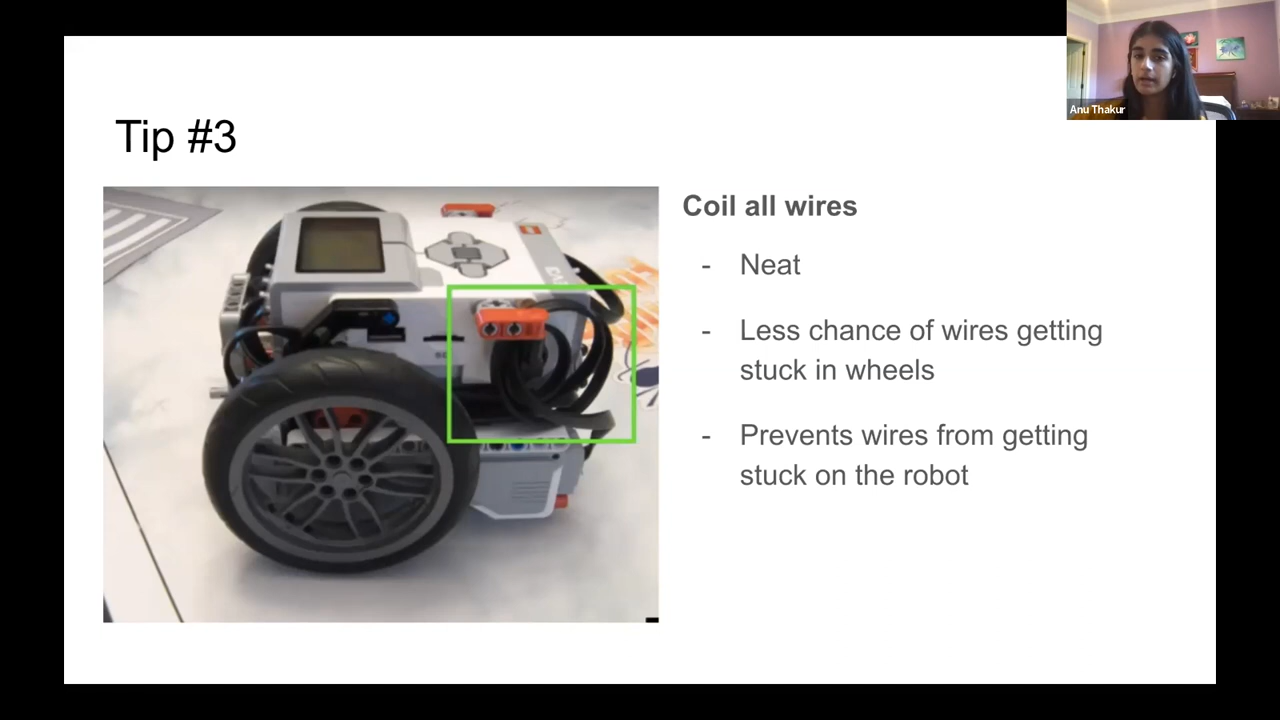 Anu Thakur
Tip #3
Coil all wires
- Neat
- Less chance of wires getting
stuck in wheels
- Prevents wires from getting
stuck on the robot
LEGO